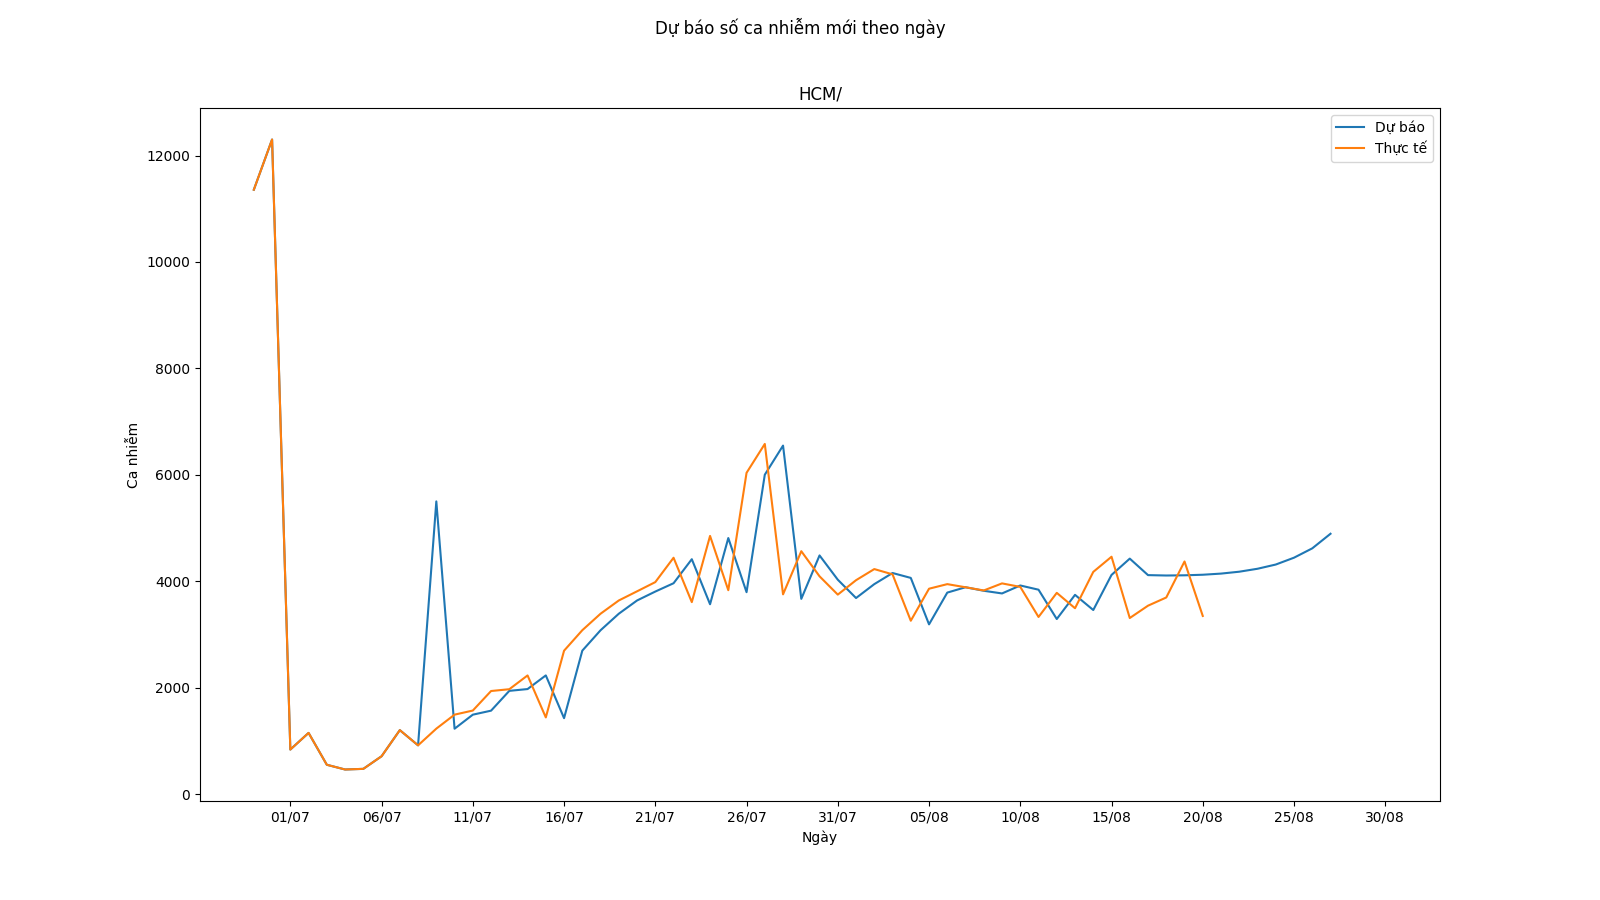 Dự báo số ca nhiễm mới theo ngày
HCM/
Dự báo
Thực tế
12000
10000
8000
6000
4000
2000
0
Ca nhiễm
01/07 06/07 11/07 16/07 21/07 26/07 31/07 05/08 10/08 15/08 20/08 25/08 30/08
Ngày